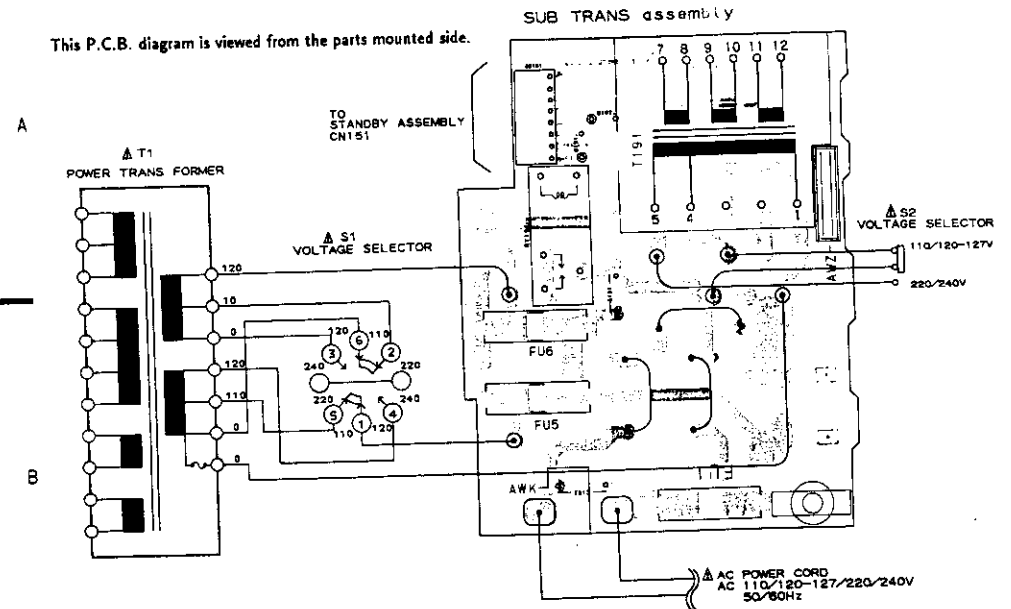 SUB TRANS assembly
This P.C.B. diagram is viewed from the parts mounted side.
7 8 9 10 11 12
A
TO
STANDBY ASSEMBLY
CN151
T191
⚠ T1
POWER TRANS FORMER
5 4 1
⚠ S1
VOLTAGE SELECTOR
⚠ S2
VOLTAGE SELECTOR
110/120-127V
220/240V
AWZ-
120
10
0
120
110
0
0
120 6 110
3 2
240 220
220 240
5 1 4
110 120
FU6
FU5
B
AWK
⚠ AC POWER CORD
AC 110/120-127/220/240V
50/60Hz